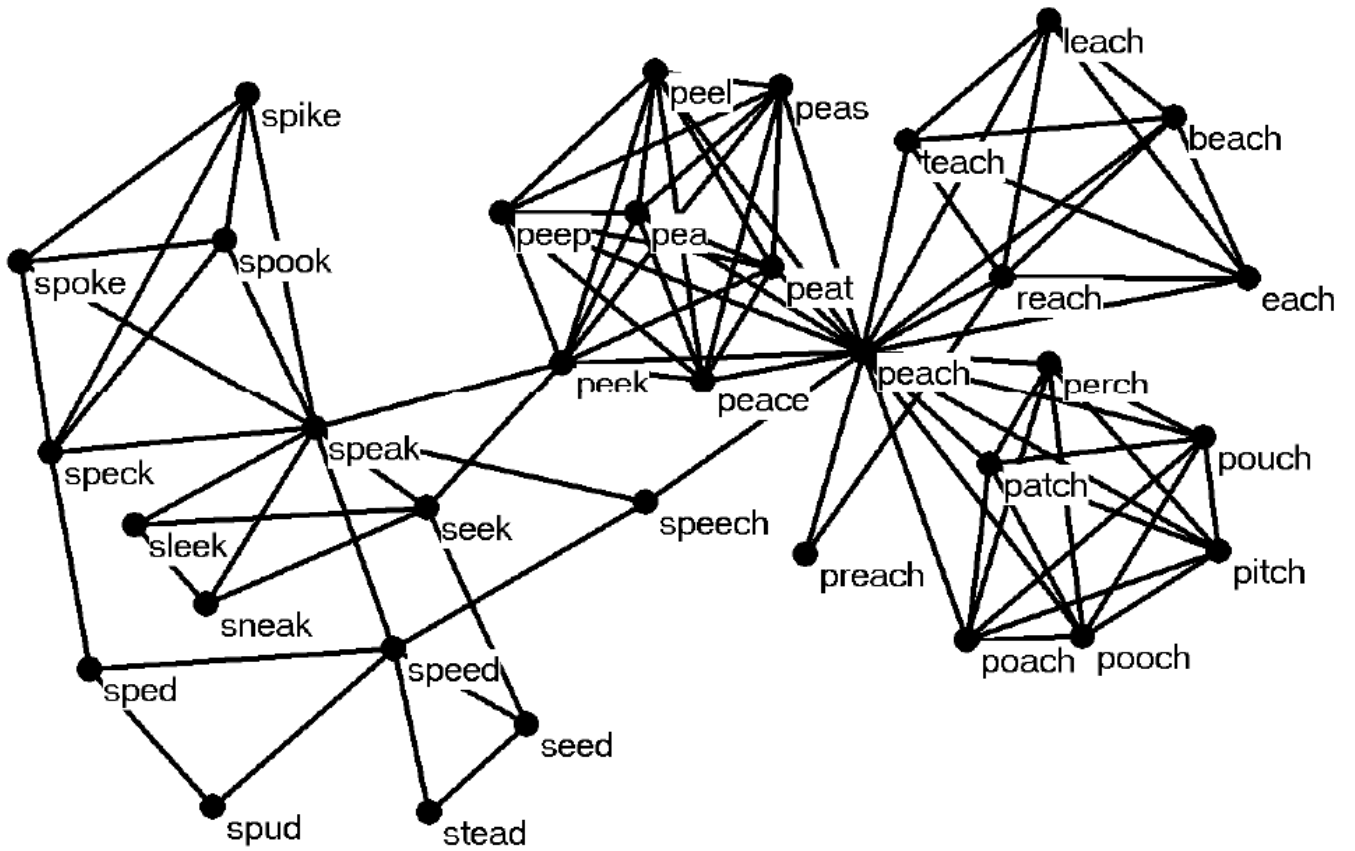 leach
peel
peas
spike
beach
teach
peep
pea
spook
spoke
peat
reach
each
peek
peach
perch
peace
speak
pouch
speck
patch
seek
speech
sleek
pitch
preach
sneak
poach
pooch
speed
sped
seed
spud
stead